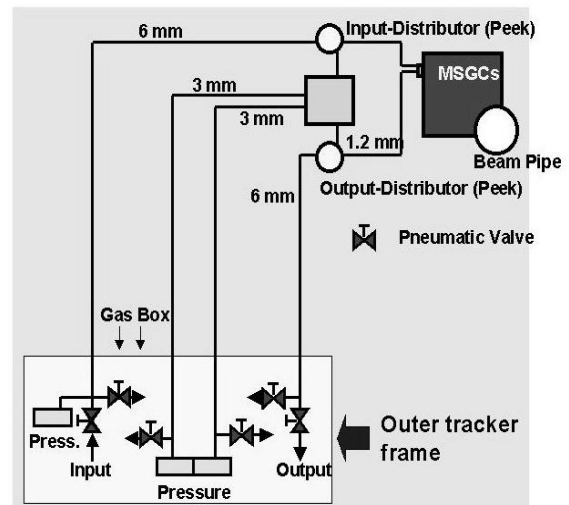 6 mm
Input-Distributor (Peek)
MSGCs
3 mm
3 mm
1.2 mm
Beam Pipe
Output-Distributor (Peek)
6 mm
Pneumatic Valve
Gas Box
Press.
Input
Pressure
Output
Outer tracker
frame